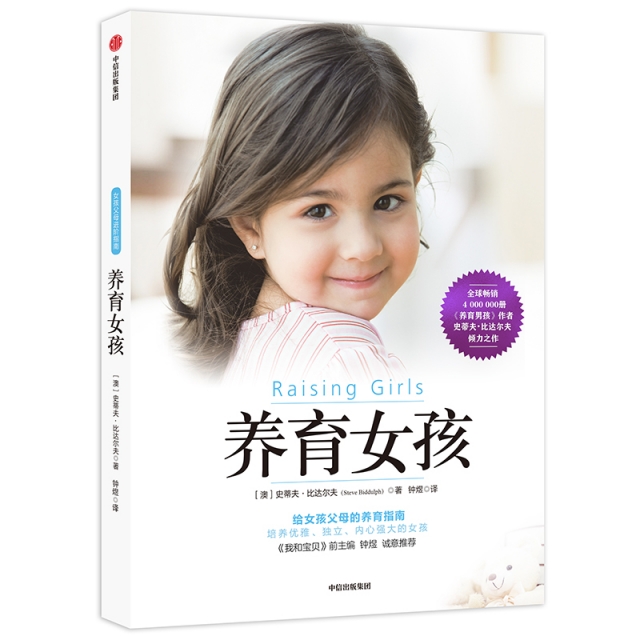 中信出版集团
女孩父母进阶指南
养育女孩
［澳］史蒂夫·比达尔夫◎著
钟煜◎译
全球畅销
4 000 000册
《养育男孩》作者
史蒂夫·比达尔夫
倾力之作
Raising Girls
养育女孩
［澳］史蒂夫·比达尔夫（Steve Biddulph）◎著 钟煜◎译
给女孩父母的养育指南
培养优雅、独立、内心强大的女孩
《我和宝贝》前主编 钟煜 诚意推荐
中信出版集团